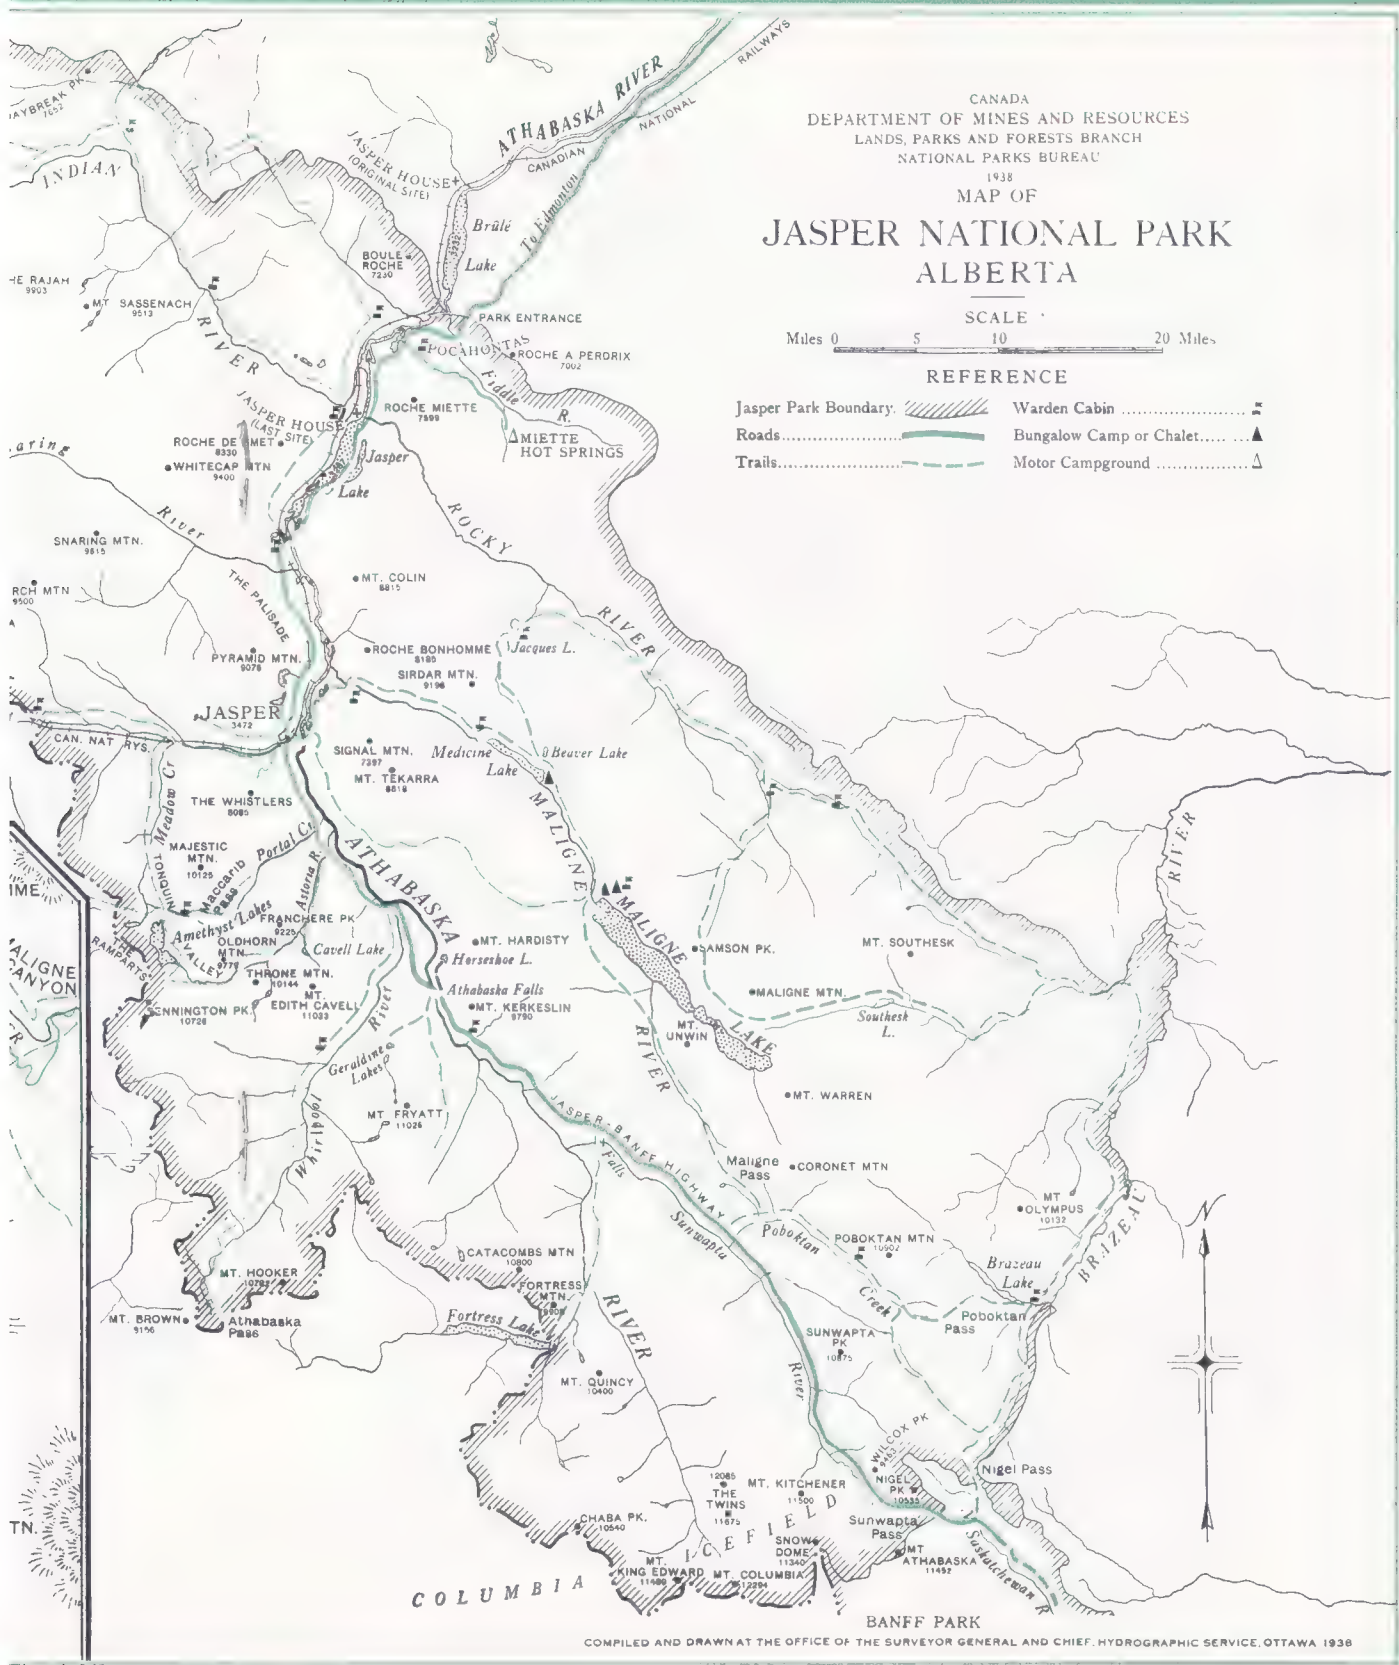 CANADA
DEPARTMENT OF MINES AND RESOURCES
LANDS, PARKS AND FORESTS BRANCH
NATIONAL PARKS BUREAU
1938
MAP OF
JASPER NATIONAL PARK
ALBERTA
SCALE
Miles 0 5 10 20 Miles
REFERENCE
Jasper Park Boundary.
Roads
Trails
Warden Cabin
Bungalow Camp or Chalet
Motor Campground
RAILWAYS
NATIONAL
CANADIAN
ATHABASKA RIVER
To Edmonton
JASPER HOUSE
(ORIGINAL SITE)
7652
INDIAN
Brûlé
Lake
BOULE
ROCHE
7230
9903
MT SASSENACH
9513
RIVER
PARK ENTRANCE
POCAHONTAS
ROCHE A PERDRIX
7002
Fiddle
R.
ROCHE MIETTE
7599
JASPER HOUSE
(LAST SITE)
MIETTE
HOT SPRINGS
8330
WHITECAP MTN
9400
Jasper
Lake
River
ROCKY
RIVER
SNARING MTN.
9615
MT. COLIN
8815
9500
THE PALISADE
PYRAMID MTN.
9076
ROCHE BONHOMME
8185
SIRDAR MTN.
9198
Jacques L.
JASPER
3472
CAN. NAT RYS.
SIGNAL MTN.
7397
MT. TEKARRA
8818
Medicine
Lake
Beaver Lake
THE WHISTLERS
8085
Meadow Cr
MAJESTIC
MTN.
10125
Portal Cr.
Maccarib
Pass
Astoria R.
TONQUIN
VALLEY
Amethyst Lakes
FRANCHERE PK
9225
OLDHORN
MTN.
THE
RAMPARTS
Cavell Lake
THRONE MTN.
10144
MT.
EDITH CAVELL
11033
10726
ATHABASKA
MALIGNE
MT. HARDISTY
Horseshoe L.
Athabaska Falls
MT. KERKESLIN
9790
MALIGNE
LAKE
SAMSON PK.
MT. SOUTHESK
MALIGNE MTN.
Southesk
L.
RIVER
MT.
UNWIN
RIVER
River
Geraldine
Lakes
MT. FRYATT
11026
Whirlpool
MT. WARREN
JASPER-BANFF HIGHWAY
Falls
Sunwapta
Maligne
Pass
CORONET MTN
MT
OLYMPUS
10132
BRAZEAU
N
Poboktan
Creek
POBOKTAN MTN
10902
Brazeau
Lake
Poboktan
Pass
CATACOMBS MTN
10800
FORTRESS
MTN.
Fortress Lake
RIVER
MT. HOOKER
MT. BROWN
9156
Athabaska
Pass
SUNWAPTA
PK
10875
River
MT. QUINCY
10400
WILCOX PK
9463
Nigel Pass
NIGEL
PK
10535
12085
THE
TWINS
11675
MT. KITCHENER
11500
Sunwapta
Pass
CHABA PK.
10540
SNOW
DOME
11340
MT
ATHABASKA
11452
Saskatchewan R
MT.
KING EDWARD
MT. COLUMBIA
12294
COLUMBIA ICEFIELD
BANFF PARK
COMPILED AND DRAWN AT THE OFFICE OF THE SURVEYOR GENERAL AND CHIEF, HYDROGRAPHIC SERVICE, OTTAWA 1938